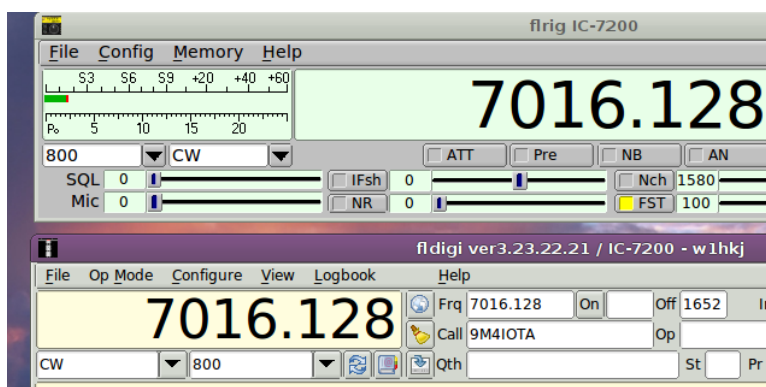 flrig IC-7200
File Config Memory Help
S3 S6 S9 +20 +40 +60
7016.128
Po 5 10 15 20
800 CW ATT Pre NB AN
SQL 0 IFsh 0 Nch 1580
Mic 0 NR 0 FST 100
fldigi ver3.23.22.21 / IC-7200 - w1hkj
File Op Mode Configure View Logbook Help
7016.128 Frq 7016.128 On Off 1652
Call 9M4IOTA Op
CW 800 Qth St Pr